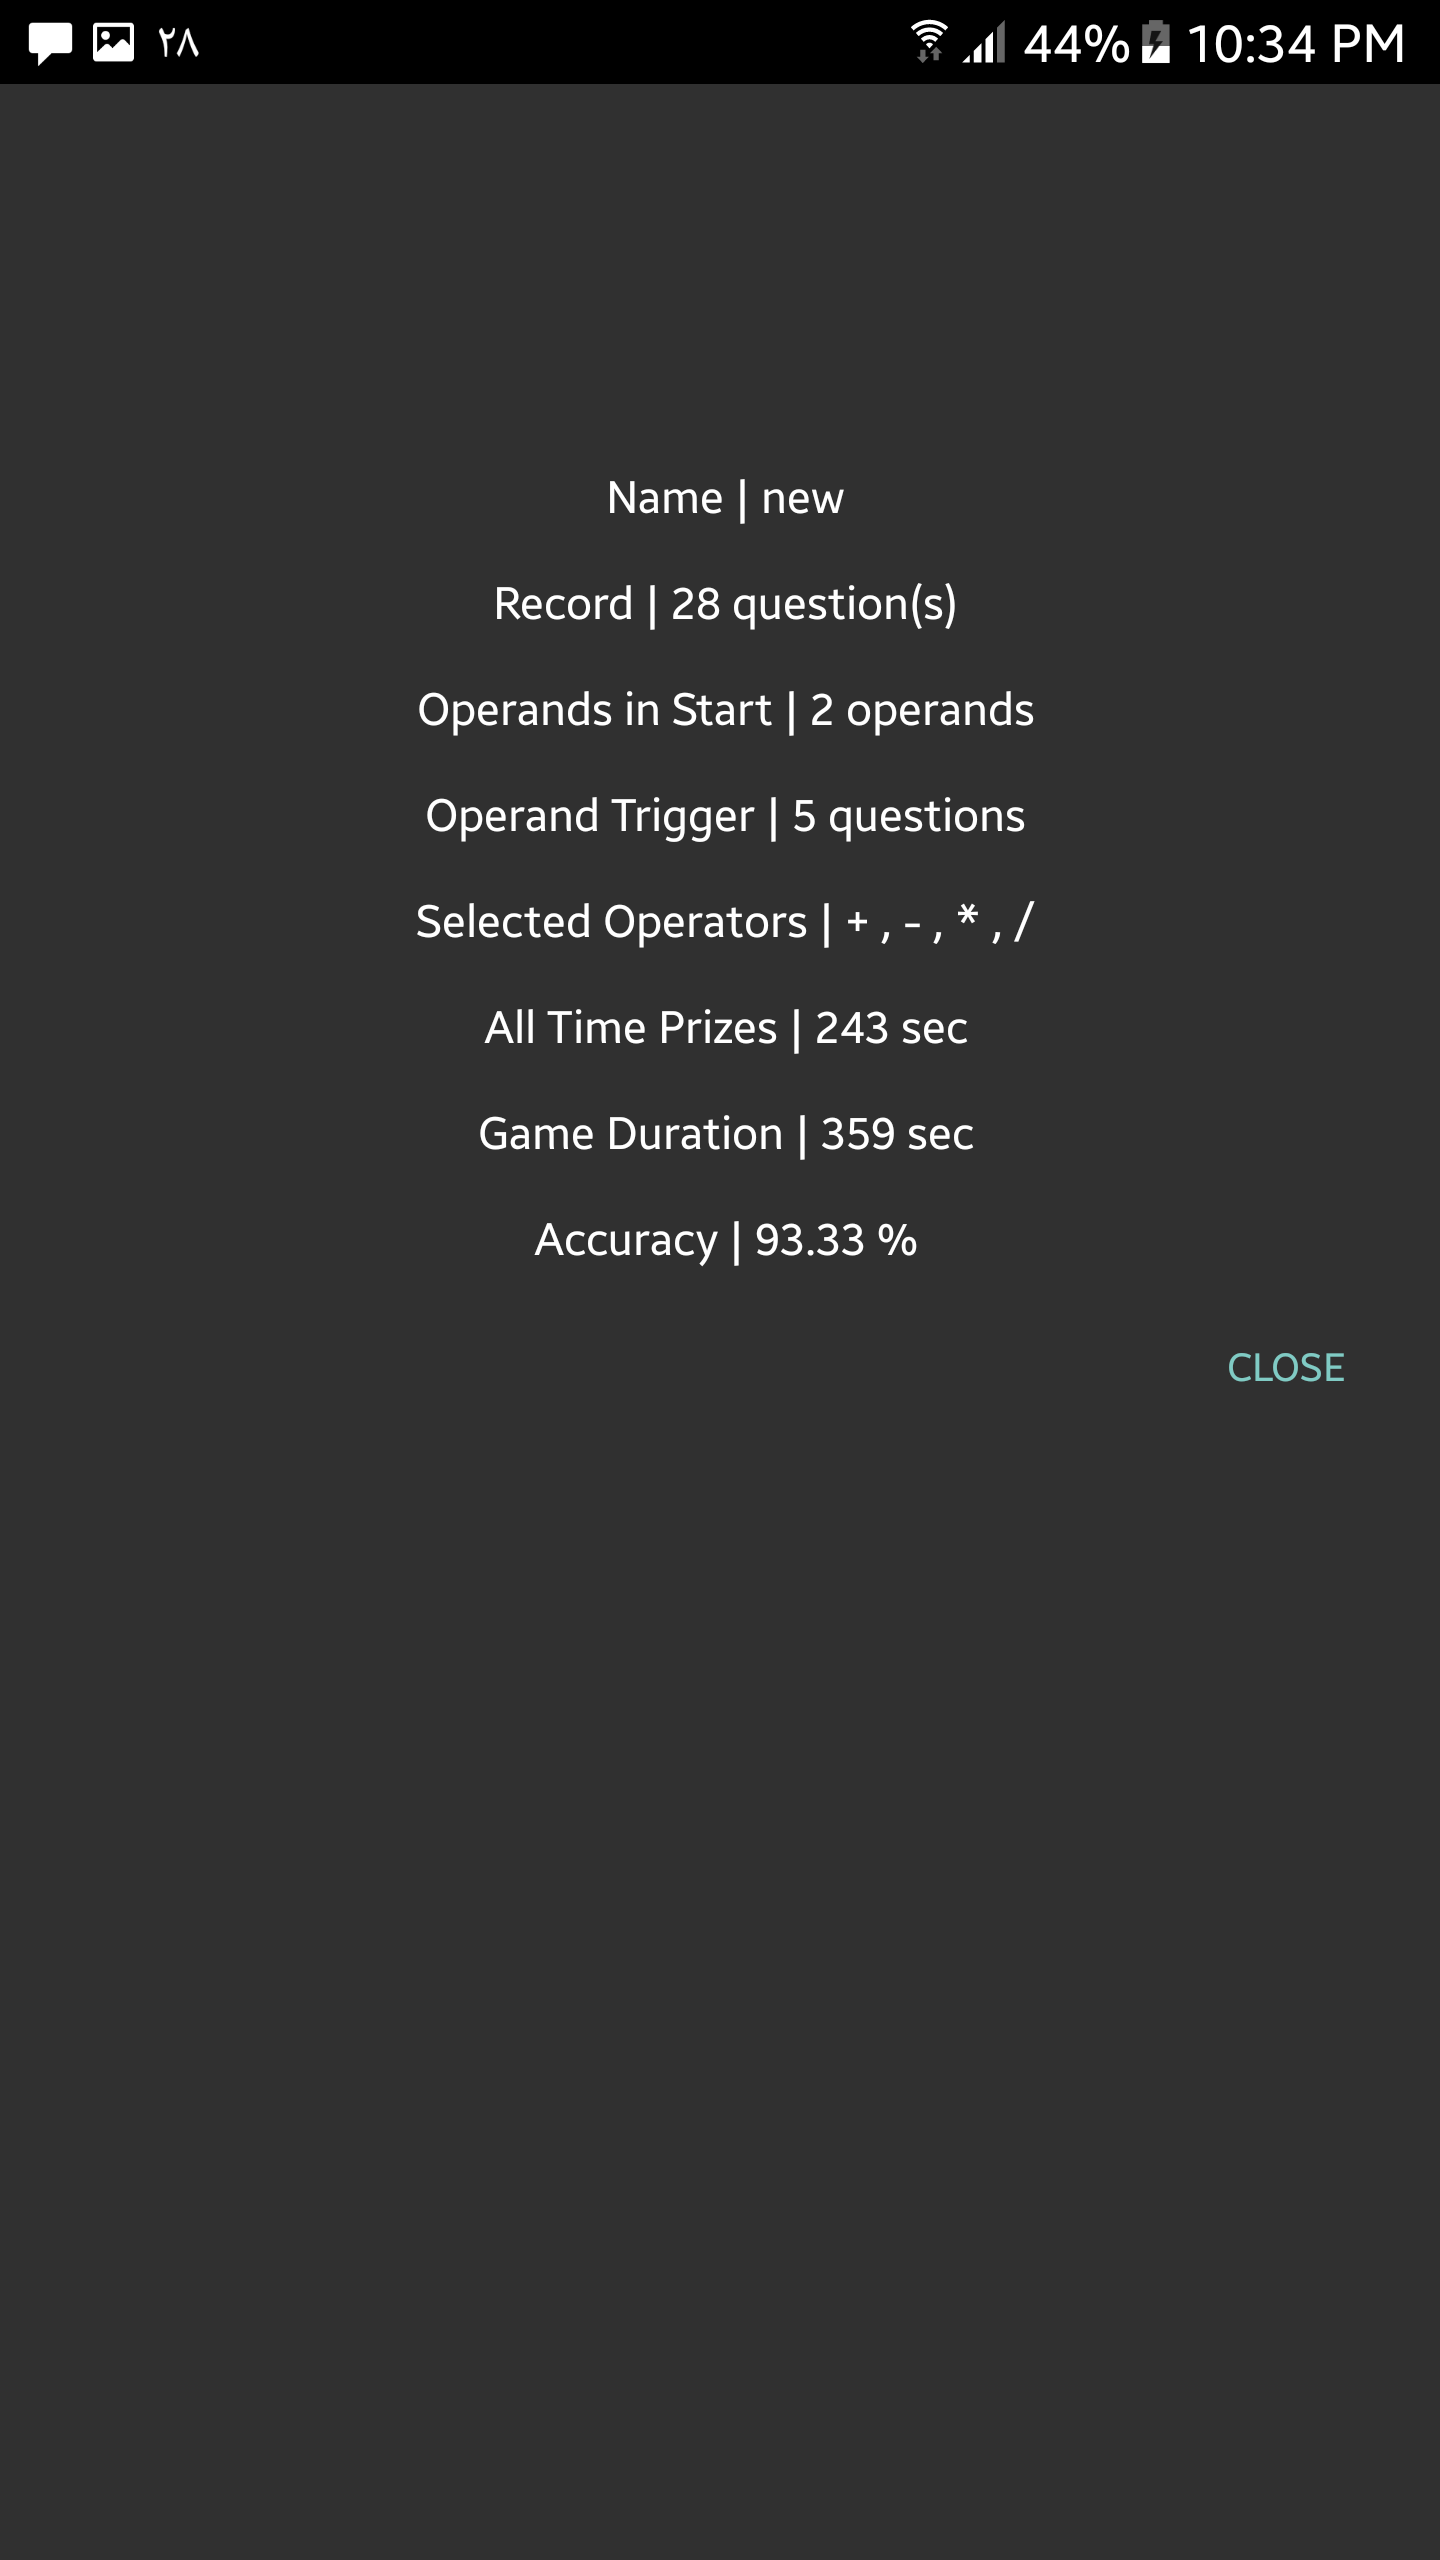 ۲۸ 44% 10:34 PM
Name | new
Record | 28 question(s)
Operands in Start | 2 operands
Operand Trigger | 5 questions
Selected Operators | + , - , * , /
All Time Prizes | 243 sec
Game Duration | 359 sec
Accuracy | 93.33 %
CLOSE